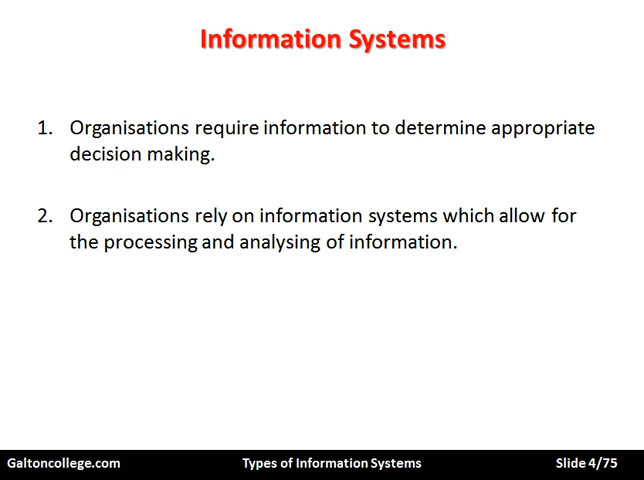 Information Systems
1. Organisations require information to determine appropriate
decision making.
2. Organisations rely on information systems which allow for
the processing and analysing of information.
Galtoncollege.com
Types of Information Systems
Slide 4/75